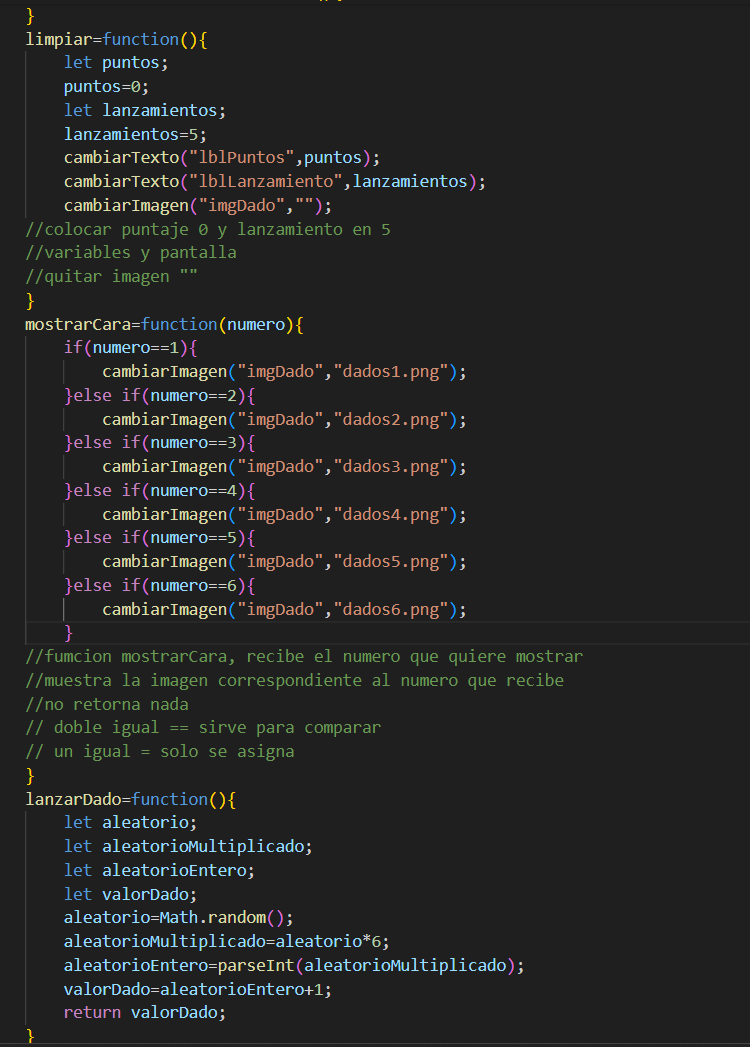 }
limpiar=function(){
    let puntos;
    puntos=0;
    let lanzamientos;
    lanzamientos=5;
    cambiarTexto("lblPuntos",puntos);
    cambiarTexto("lblLanzamiento",lanzamientos);
    cambiarImagen("imgDado","");
//colocar puntaje 0 y lanzamiento en 5
//variables y pantalla
//quitar imagen ""
}
mostrarCara=function(numero){
    if(numero==1){
        cambiarImagen("imgDado","dados1.png");
    }else if(numero==2){
        cambiarImagen("imgDado","dados2.png");
    }else if(numero==3){
        cambiarImagen("imgDado","dados3.png");
    }else if(numero==4){
        cambiarImagen("imgDado","dados4.png");
    }else if(numero==5){
        cambiarImagen("imgDado","dados5.png");
    }else if(numero==6){
        cambiarImagen("imgDado","dados6.png");
    }
//fumcion mostrarCara, recibe el numero que quiere mostrar
//muestra la imagen correspondiente al numero que recibe
//no retorna nada
// doble igual == sirve para comparar
// un igual = solo se asigna
}
lanzarDado=function(){
    let aleatorio;
    let aleatorioMultiplicado;
    let aleatorioEntero;
    let valorDado;
    aleatorio=Math.random();
    aleatorioMultiplicado=aleatorio*6;
    aleatorioEntero=parseInt(aleatorioMultiplicado);
    valorDado=aleatorioEntero+1;
    return valorDado;
}